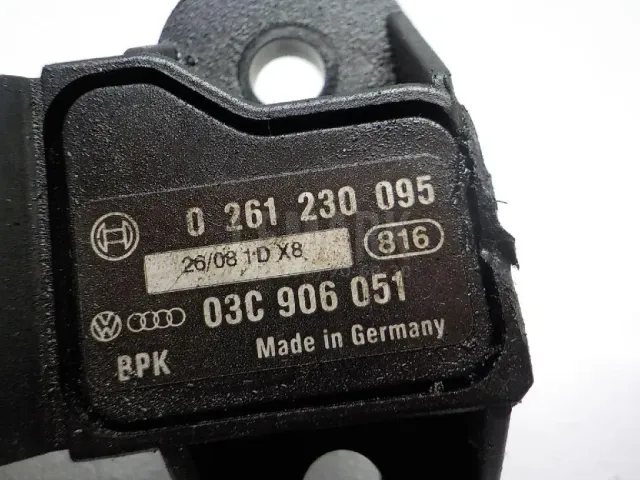 0 261 230 095
26/08 1D X8
816
03C 906 051
BPK
Made in Germany